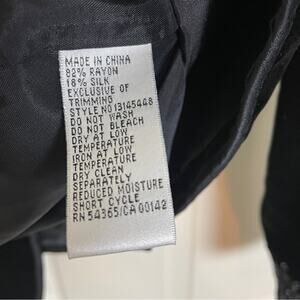 MADE IN CHINA
82% RAYON
18% SILK
EXCLUSIVE OF
TRIMMING
STYLE NO 13145448
DO NOT WASH
DO NOT BLEACH
DRY AT LOW
TEMPERATURE
IRON AT LOW
TEMPERATURE
DRY CLEAN
SEPARATELY
REDUCED MOISTURE
SHORT CYCLE
RN 54365/CA 00142